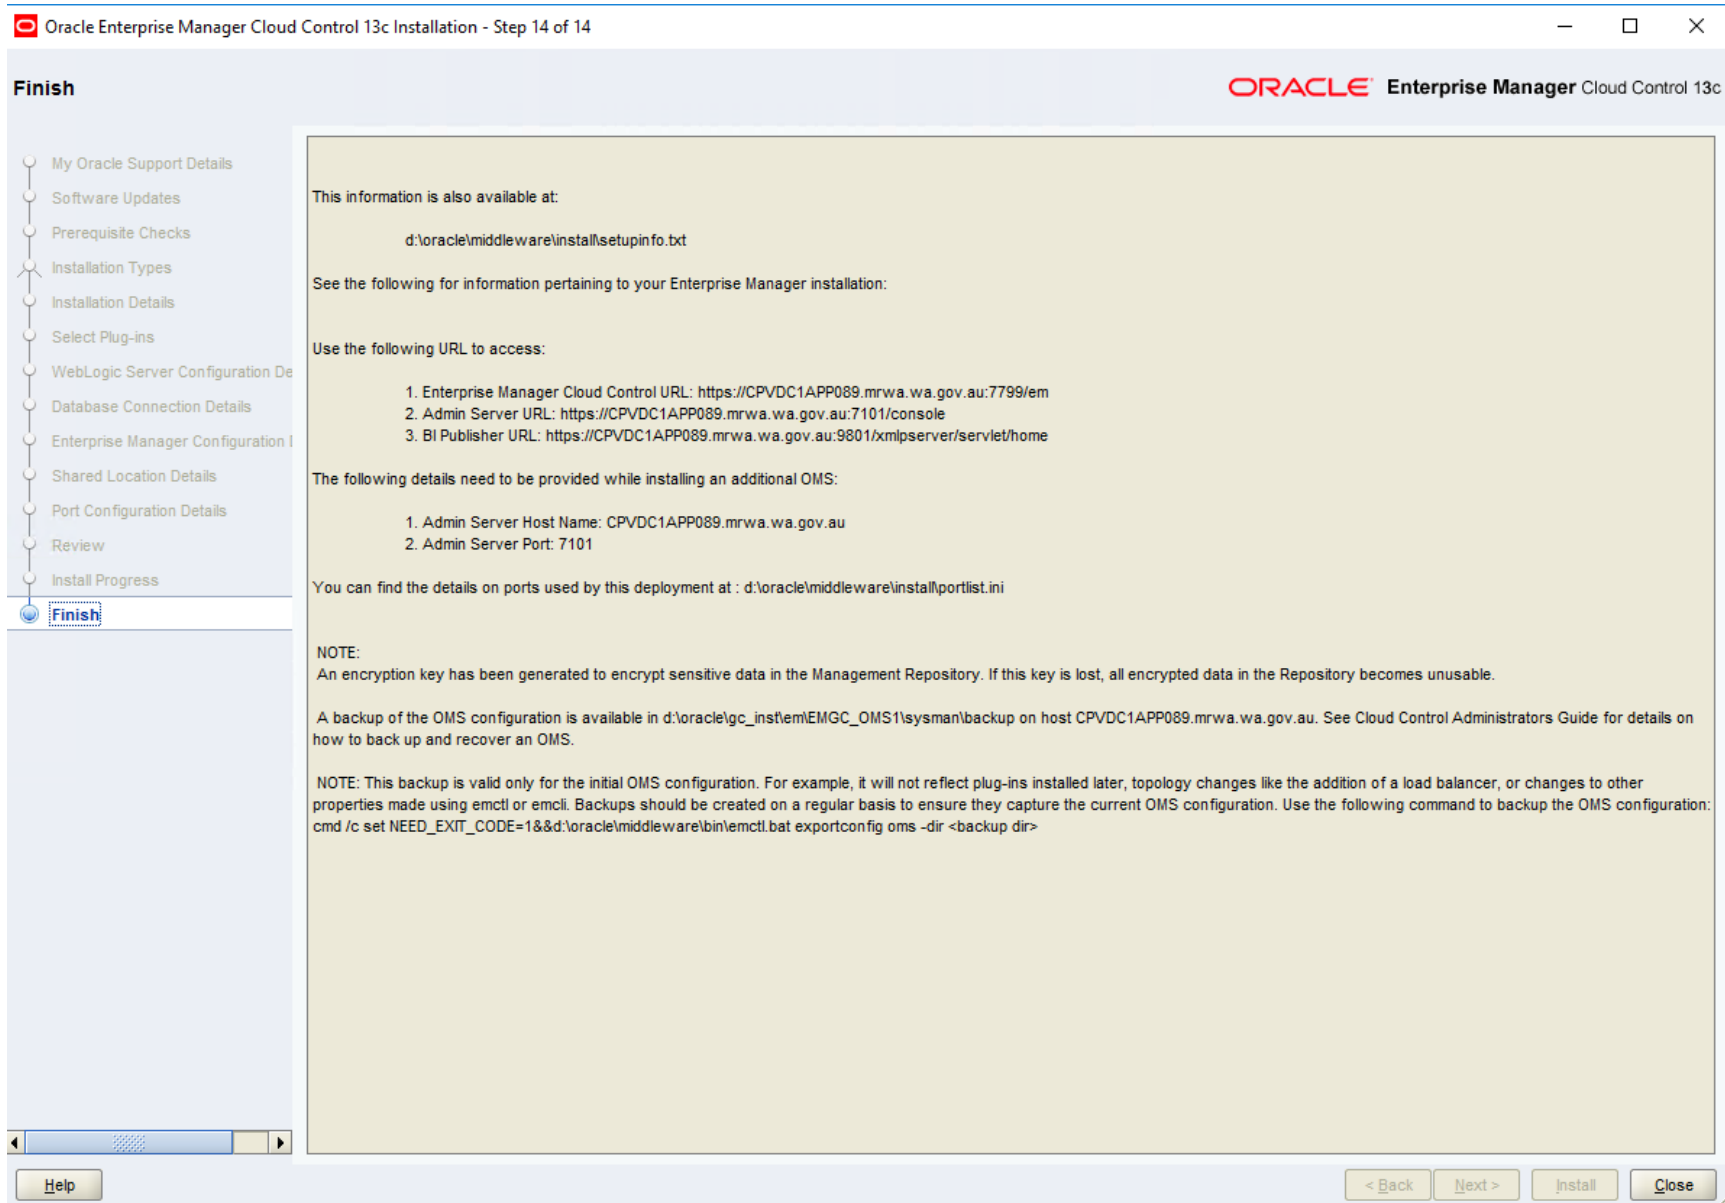 Oracle Enterprise Manager Cloud Control 13c Installation - Step 14 of 14
Finish
ORACLE Enterprise Manager Cloud Control 13c
My Oracle Support Details
Software Updates
Prerequisite Checks
Installation Types
Installation Details
Select Plug-ins
WebLogic Server Configuration De
Database Connection Details
Enterprise Manager Configuration
Shared Location Details
Port Configuration Details
Review
Install Progress
Finish
This information is also available at:
d:\oracle\middleware\install\setupinfo.txt
See the following for information pertaining to your Enterprise Manager installation:
Use the following URL to access:
1. Enterprise Manager Cloud Control URL: https://CPVDC1APP089.mrwa.wa.gov.au:7799/em
2. Admin Server URL: https://CPVDC1APP089.mrwa.wa.gov.au:7101/console
3. BI Publisher URL: https://CPVDC1APP089.mrwa.wa.gov.au:9801/xmlpserver/servlet/home
The following details need to be provided while installing an additional OMS:
1. Admin Server Host Name: CPVDC1APP089.mrwa.wa.gov.au
2. Admin Server Port: 7101
You can find the details on ports used by this deployment at : d:\oracle\middleware\install\portlist.ini
NOTE:
An encryption key has been generated to encrypt sensitive data in the Management Repository. If this key is lost, all encrypted data in the Repository becomes unusable.
A backup of the OMS configuration is available in d:\oracle\gc_inst\em\EMGC_OMS1\sysman\backup on host CPVDC1APP089.mrwa.wa.gov.au. See Cloud Control Administrators Guide for details on
how to back up and recover an OMS.
NOTE: This backup is valid only for the initial OMS configuration. For example, it will not reflect plug-ins installed later, topology changes like the addition of a load balancer, or changes to other
properties made using emctl or emcli. Backups should be created on a regular basis to ensure they capture the current OMS configuration. Use the following command to backup the OMS configuration:
cmd /c set NEED_EXIT_CODE=1&&d:\oracle\middleware\bin\emctl.bat exportconfig oms -dir <backup dir>
Help
< Back
Next >
Install
Close